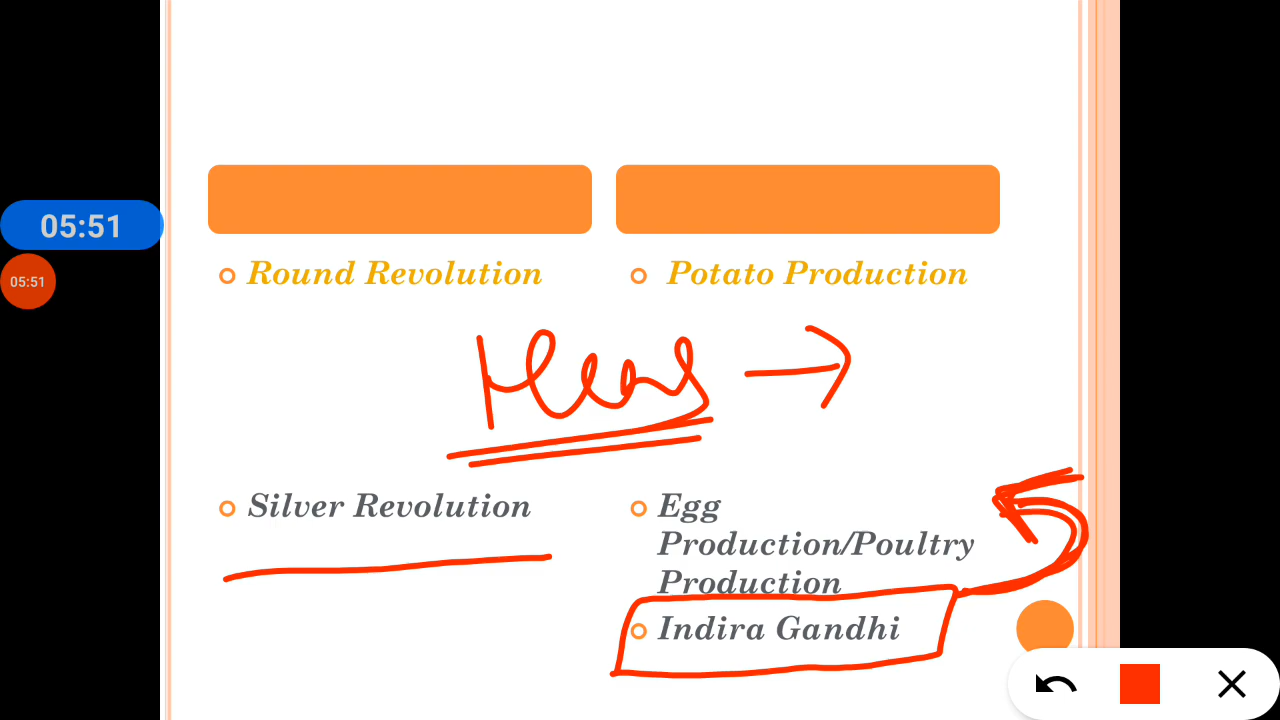 05:51
05:51
Round Revolution
Potato Production
Silver Revolution
Egg
Production/Poultry
Production
Indira Gandhi